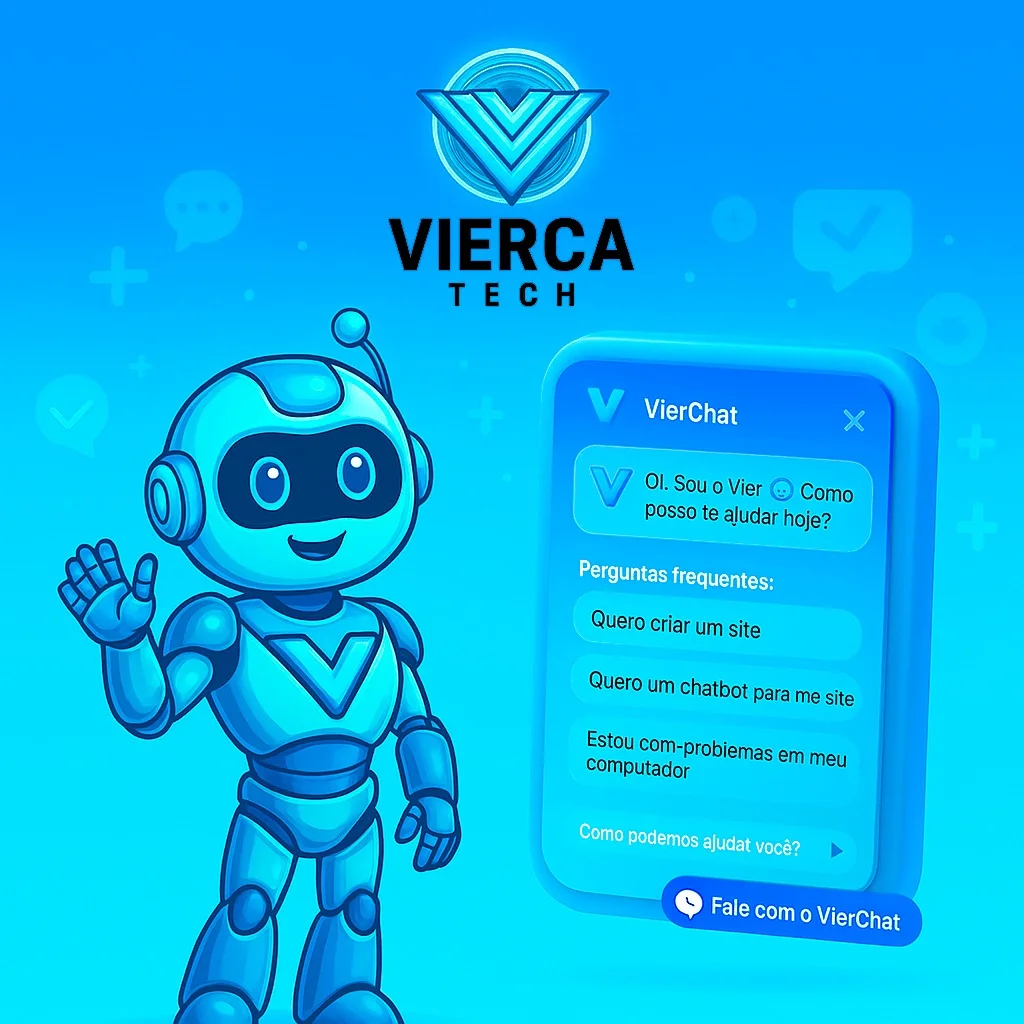 VIERCA
TECH
VierChat
OI. Sou o Vier Como
posso te ajudar hoje?
Perguntas frequentes:
Quero criar um site
Quero um chatbot para me site
Estou com-probiemas em meu
computador
Como podemos ajudat você?
Fale com o VierChat